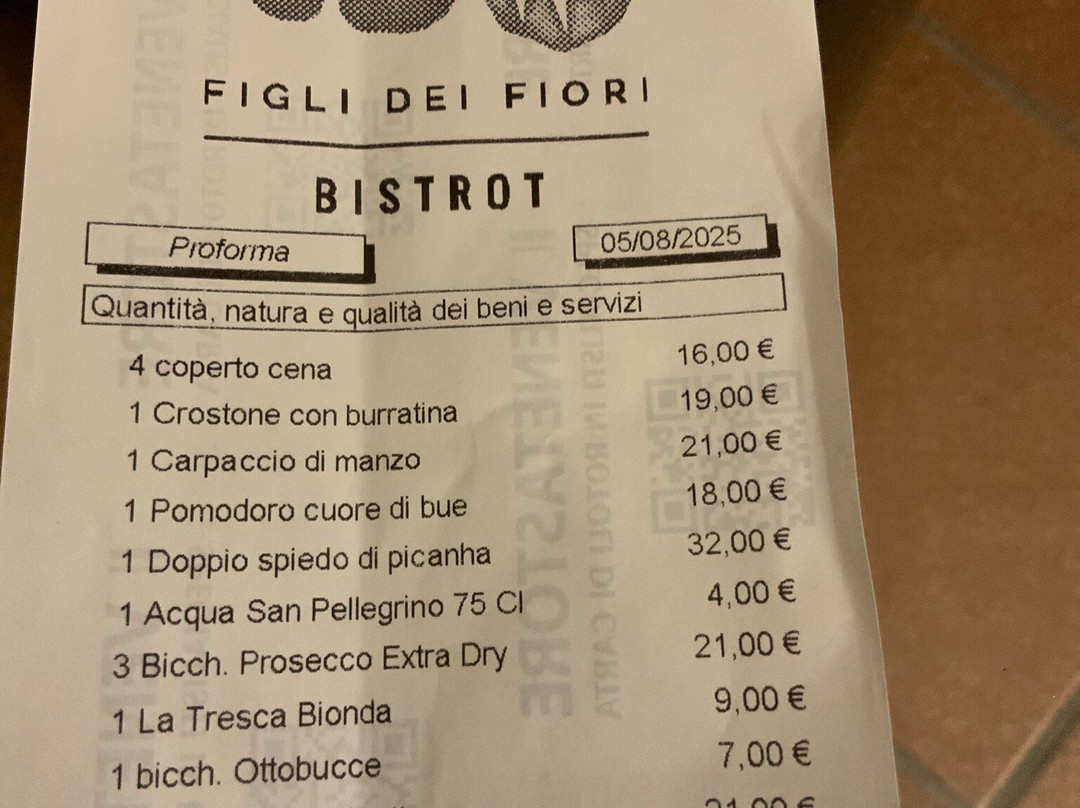 FIGLI DEI FIORI
BISTROT
Proforma 05/08/2025
Quantità, natura e qualità dei beni e servizi
4 coperto cena 16,00 €
1 Crostone con burratina 19,00 €
1 Carpaccio di manzo 21,00 €
1 Pomodoro cuore di bue 18,00 €
1 Doppio spiedo di picanha 32,00 €
1 Acqua San Pellegrino 75 Cl 4,00 €
3 Bicch. Prosecco Extra Dry 21,00 €
1 La Tresca Bionda 9,00 €
1 bicch. Ottobucce 7,00 €